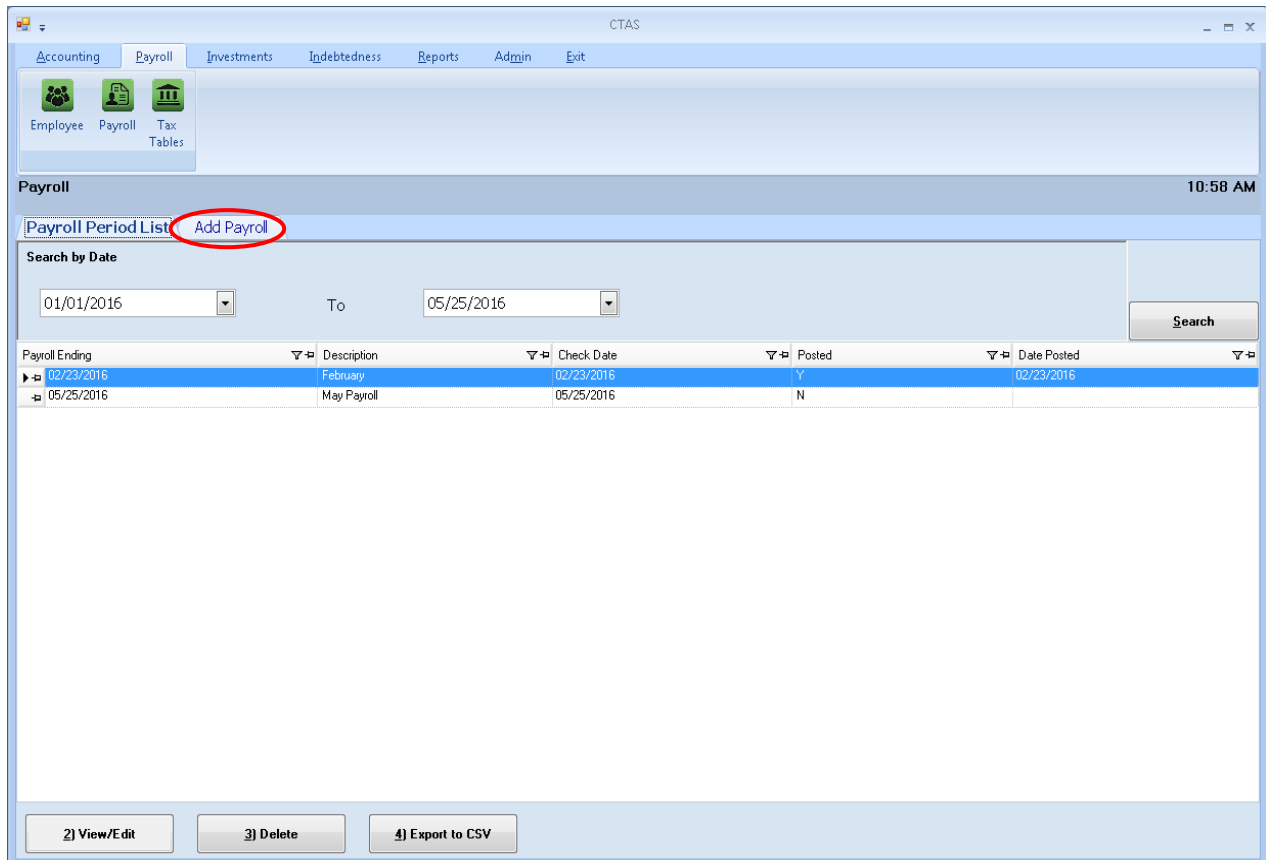 CTAS
Accounting Payroll Investments Indebtedness Reports Admin Exit
Employee Payroll Tax Tables
Payroll 10:58 AM
Payroll Period List Add Payroll
Search by Date
01/01/2016 To 05/25/2016
Search
Payroll Ending Description Check Date Posted Date Posted
02/23/2016 February 02/23/2016 Y 02/23/2016
05/25/2016 May Payroll 05/25/2016 N
2) View/Edit 3) Delete 4) Export to CSV